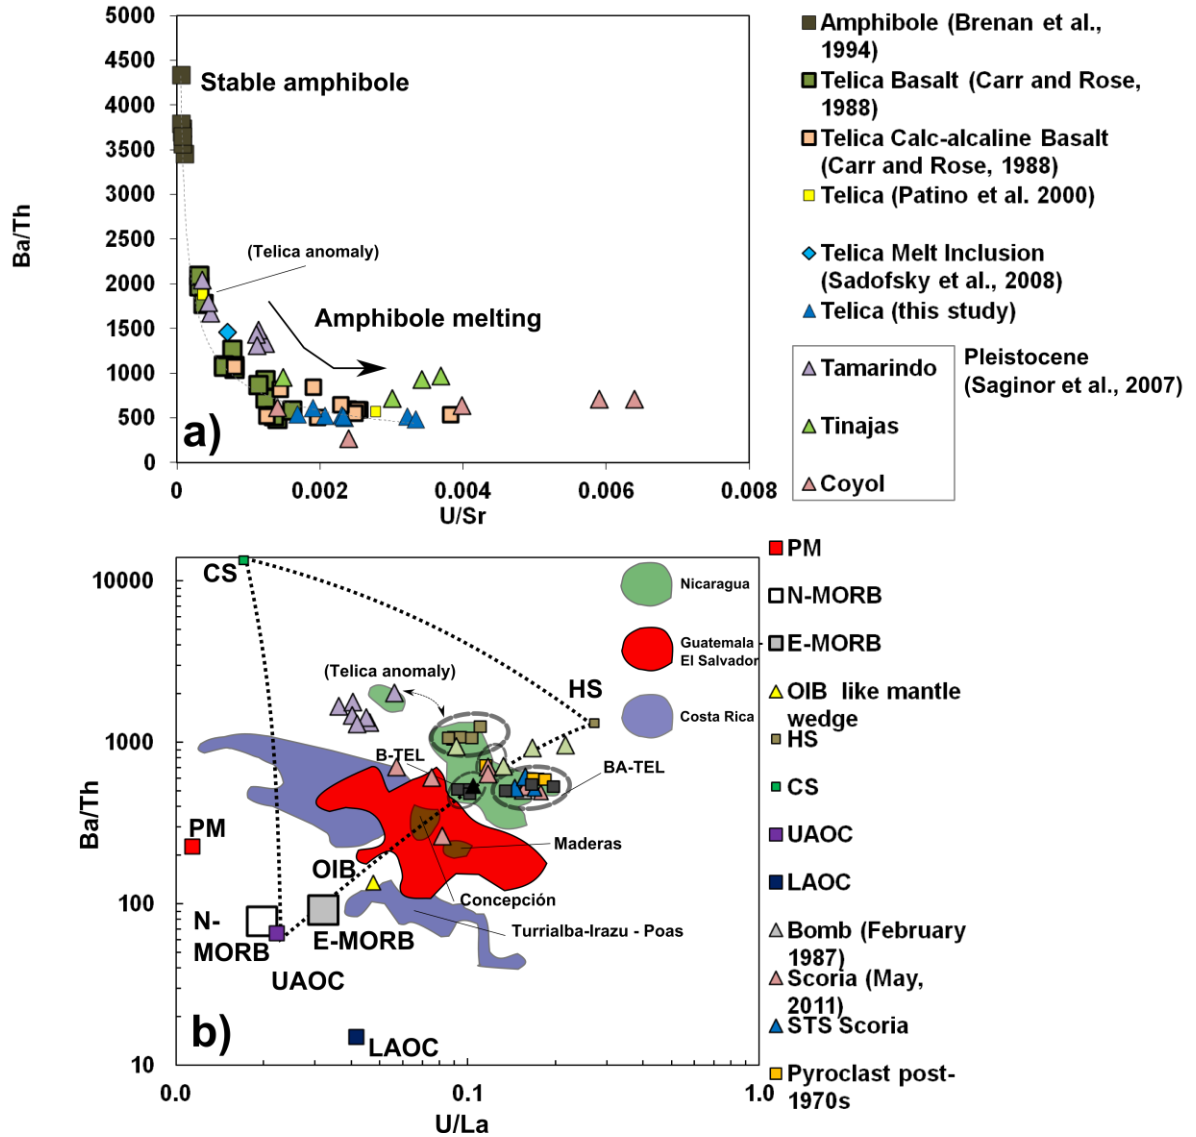 5000
4500
4000
3500
3000
2500
2000
1500
1000
500
0
Ba/Th
Stable amphibole
(Telica anomaly)
Amphibole melting
a)
0
0.002
0.004
0.006
0.008
U/Sr
Amphibole (Brenan et al.,
1994)
Telica Basalt (Carr and Rose,
1988)
Telica Calc-alcaline Basalt
(Carr and Rose, 1988)
Telica (Patino et al. 2000)
Telica Melt Inclusion
(Sadofsky et al., 2008)
Telica (this study)
Tamarindo
Tinajas
Coyol
Pleistocene
(Saginor et al., 2007)
10000
1000
100
10
Ba/Th
CS
Nicaragua
Guatemala -
El Salvador
Costa Rica
(Telica anomaly)
HS
B-TEL
BA-TEL
PM
OIB
Maderas
Concepción
N-
MORB
E-MORB
Turrialba-Irazu - Poas
UAOC
b)
LAOC
0.0
0.1
1.0
U/La
PM
N-MORB
E-MORB
OIB like mantle
wedge
HS
CS
UAOC
LAOC
Bomb (February
1987)
Scoria (May,
2011)
STS Scoria
Pyroclast post-
1970s